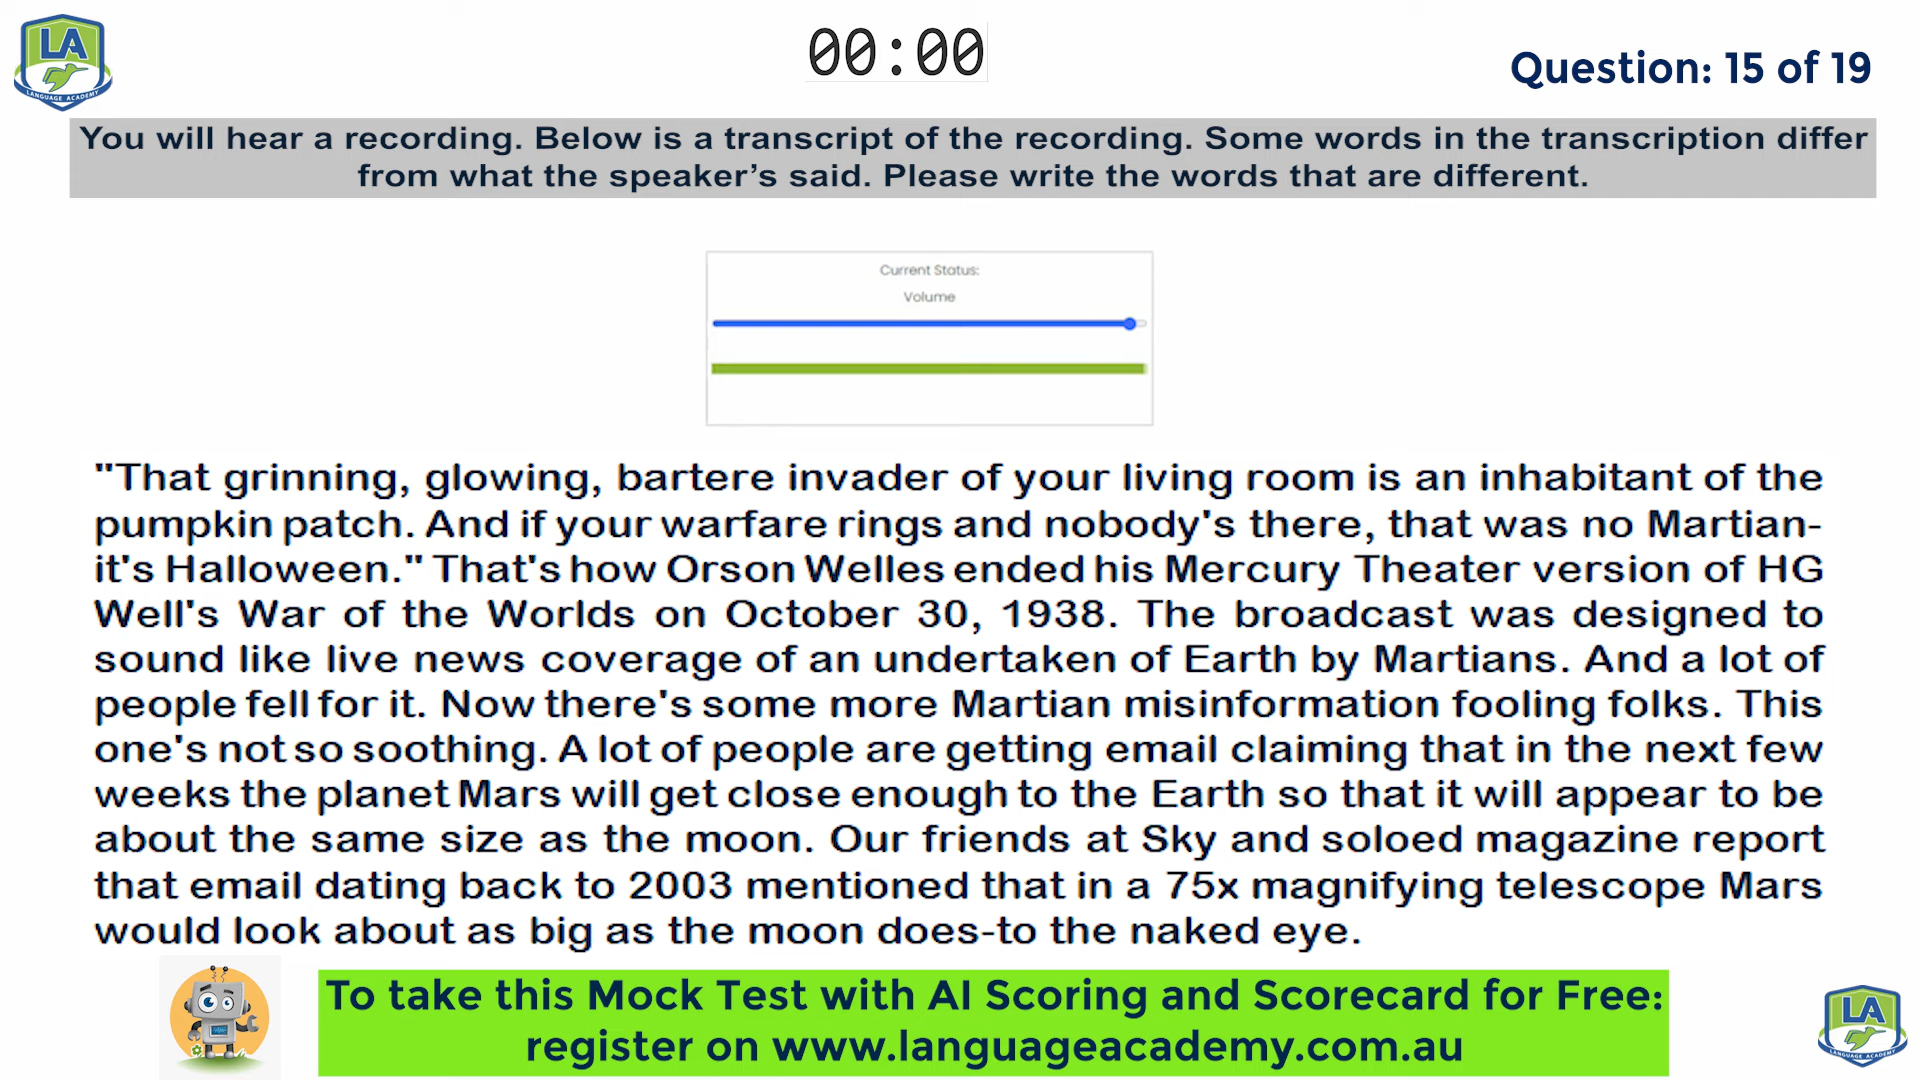 LA
LANGUAGE ACADEMY
00:00
Question: 15 of 19
You will hear a recording. Below is a transcript of the recording. Some words in the transcription differ
from what the speaker's said. Please write the words that are different.
Current Status:
Volume
"That grinning, glowing, bartere invader of your living room is an inhabitant of the
pumpkin patch. And if your warfare rings and nobody's there, that was no Martian-
it's Halloween." That's how Orson Welles ended his Mercury Theater version of HG
Well's War of the Worlds on October 30, 1938. The broadcast was designed to
sound like live news coverage of an undertaken of Earth by Martians. And a lot of
people fell for it. Now there's some more Martian misinformation fooling folks. This
one's not so soothing. A lot of people are getting email claiming that in the next few
weeks the planet Mars will get close enough to the Earth so that it will appear to be
about the same size as the moon. Our friends at Sky and soloed magazine report
that email dating back to 2003 mentioned that in a 75x magnifying telescope Mars
would look about as big as the moon does-to the naked eye.
To take this Mock Test with AI Scoring and Scorecard for Free:
register on www.languageacademy.com.au
LA
LANGUAGE ACADEMY